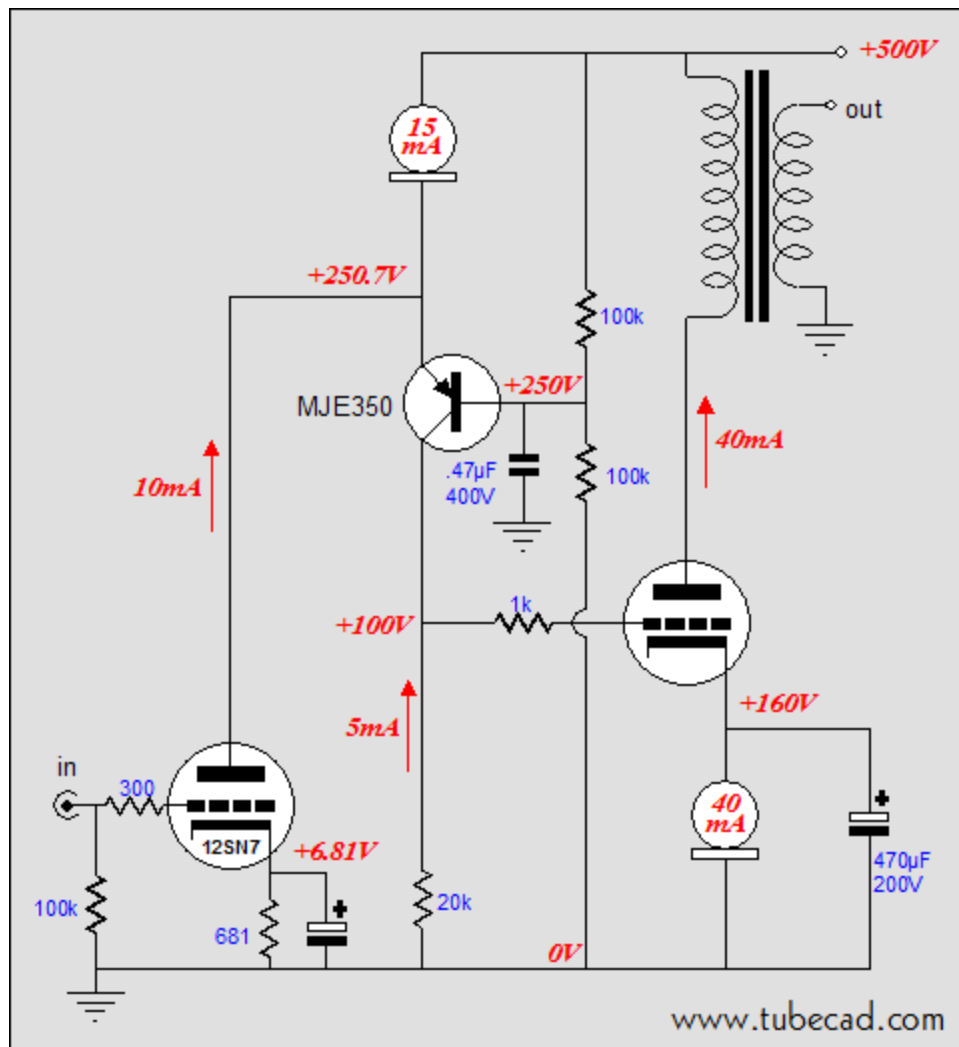 +500V
out
15
mA
+250.7V
100k
+250V
MJE350
.47µF
400V
100k
40mA
10mA
1k
+100V
+160V
5mA
in
300
12SN7
+6.81V
40
mA
470µF
200V
100k
681
20k
0V
www.tubecad.com